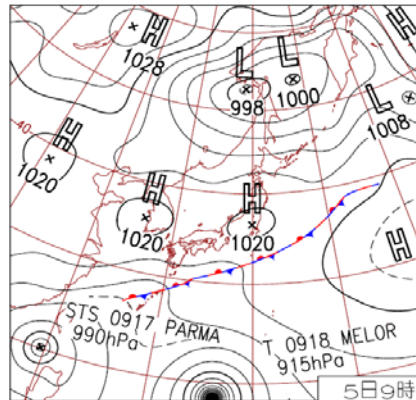 H
1028
L
998
L
1000
L
1008
H
40
H
1020
H
1020
H
1020
H
STS 0917 PARMA
990hPa
T 0918 MELOR
915hPa
5日9時